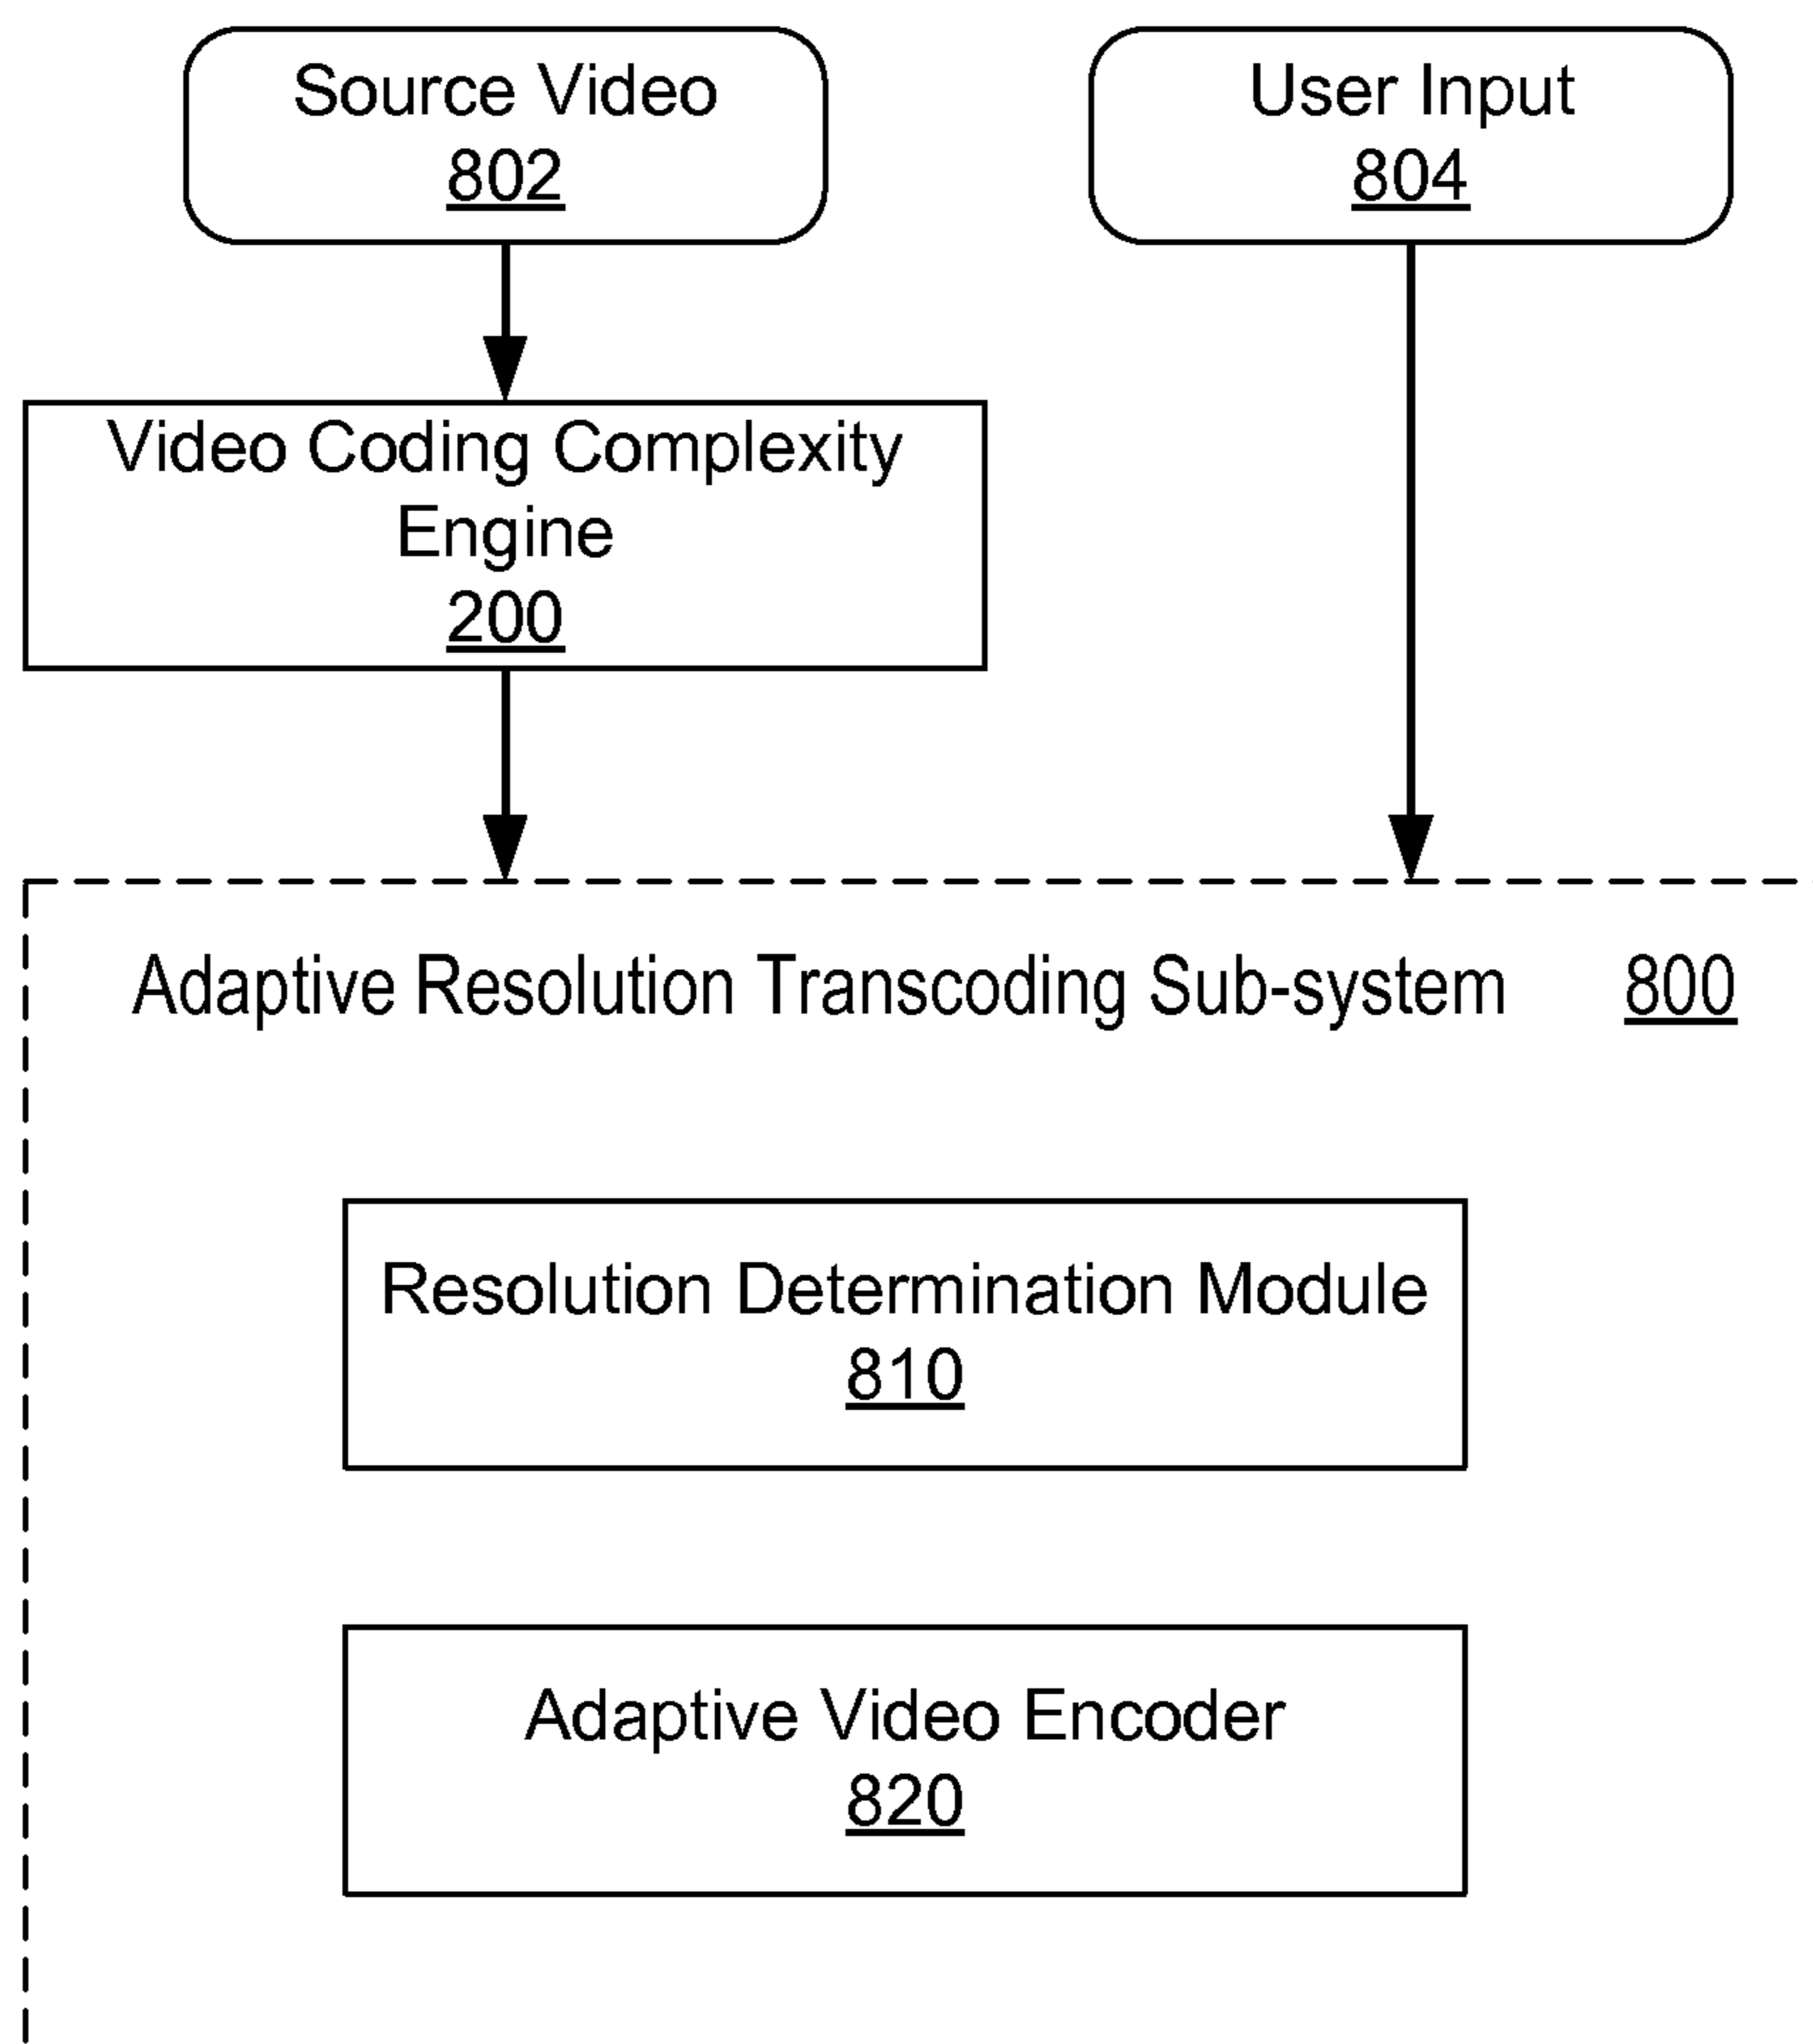 Source Video
802
User Input
804
Video Coding Complexity
Engine
200
Adaptive Resolution Transcoding Sub-system 800
Resolution Determination Module
810
Adaptive Video Encoder
820